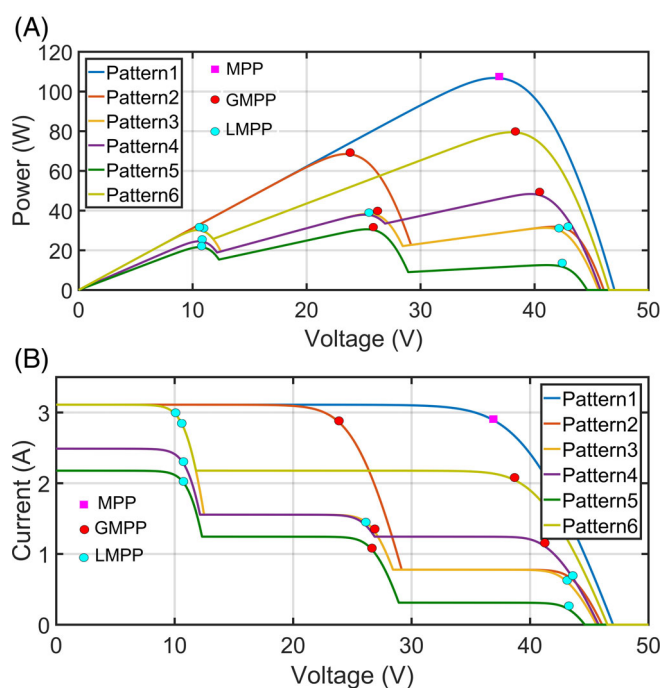 (A)
120
100
80
60
40
20
0
Power (W)
Pattern1
Pattern2
Pattern3
Pattern4
Pattern5
Pattern6
MPP
GMPP
LMPP
0 10 20 30 40 50
Voltage (V)
(B)
3
2
1
0
Current (A)
MPP
GMPP
LMPP
Pattern1
Pattern2
Pattern3
Pattern4
Pattern5
Pattern6
0 10 20 30 40 50
Voltage (V)